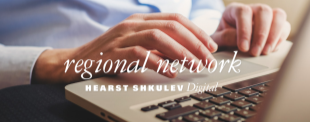 regional network
HEARST SHKULEV Digital